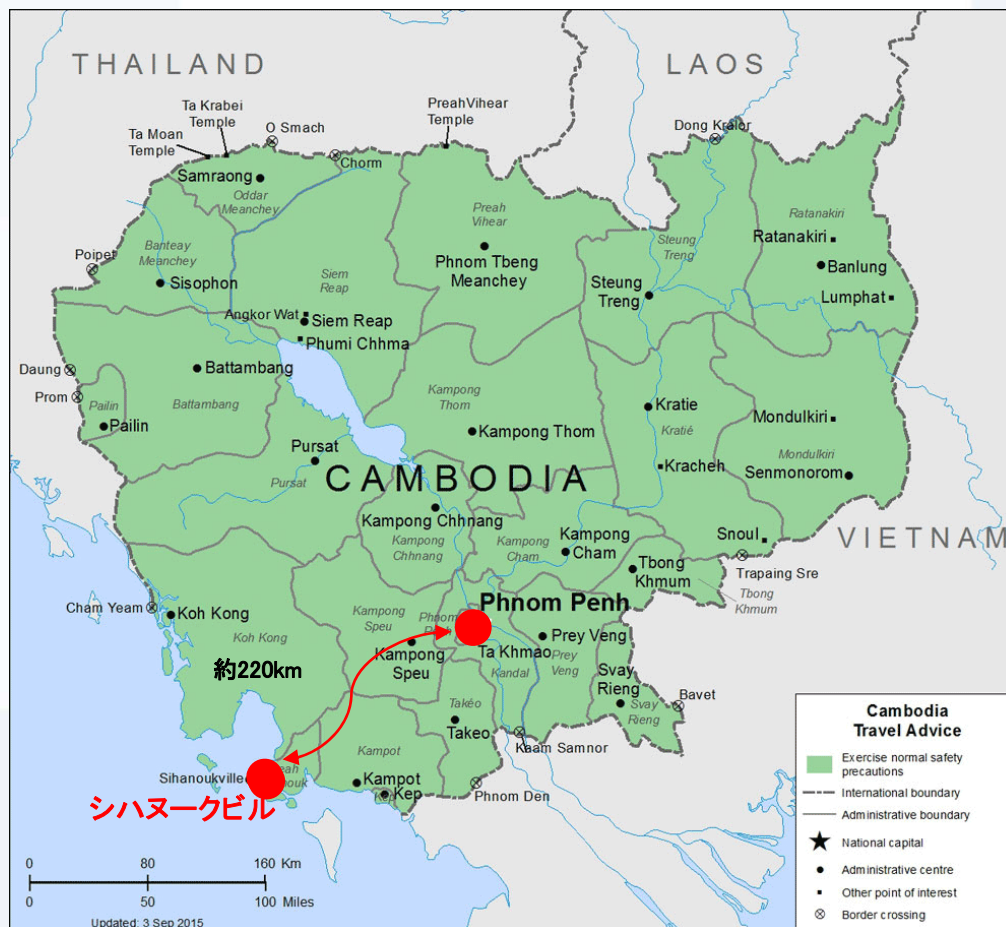 THAILAND
LAOS
Ta Krabei
Temple
Ta Moan
Temple
O Smach
Preah Vihear
Temple
Dong Kralor
Chorm
Samraong
Oddar
Meanchey
Preah
Vihear
Ratanakiri
Ratanakiri
Banteay
Meanchey
Steung
Treng
Poipet
Phnom Tbeng
Meanchey
Banlung
Sisophon
Siem
Reap
Steung
Treng
Lumphat
Angkor Wat
Siem Reap
Phumi Chhma
Daung
Battambang
Kampong
Thom
Prom
Pailin
Battambang
Kratie
Mondulkiri
Pailin
Kampong Thom
Kratié
Pursat
Mondulkiri
Kracheh
Senmonorom
Pursat
CAMBODIA
Kampong Chhnang
Kampong
Chhnang
Kampong
Cham
Kampong
Cham
Snoul
VIETNAM
Tbong
Khmum
Trapaing Sre
Tbong
Khmum
Cham Yeam
Koh Kong
Koh Kong
Kampong
Speu
Phnom Penh
Prey Veng
Kampong
Speu
Ta Khmao
Kandal
Prey
Veng
約220km
Svay
Rieng
Svay
Rieng
Bavet
Takéo
Takeo
Kaam Samnor
Kampot
Sihanoukville
Kampot
Kep
Phnom Den
シハヌークビル
0 80 160 Km
0 50 100 Miles
Updated: 3 Sep 2015
Cambodia
Travel Advice
Exercise normal safety
precautions
International boundary
Administrative boundary
National capital
Administrative centre
Other point of interest
Border crossing